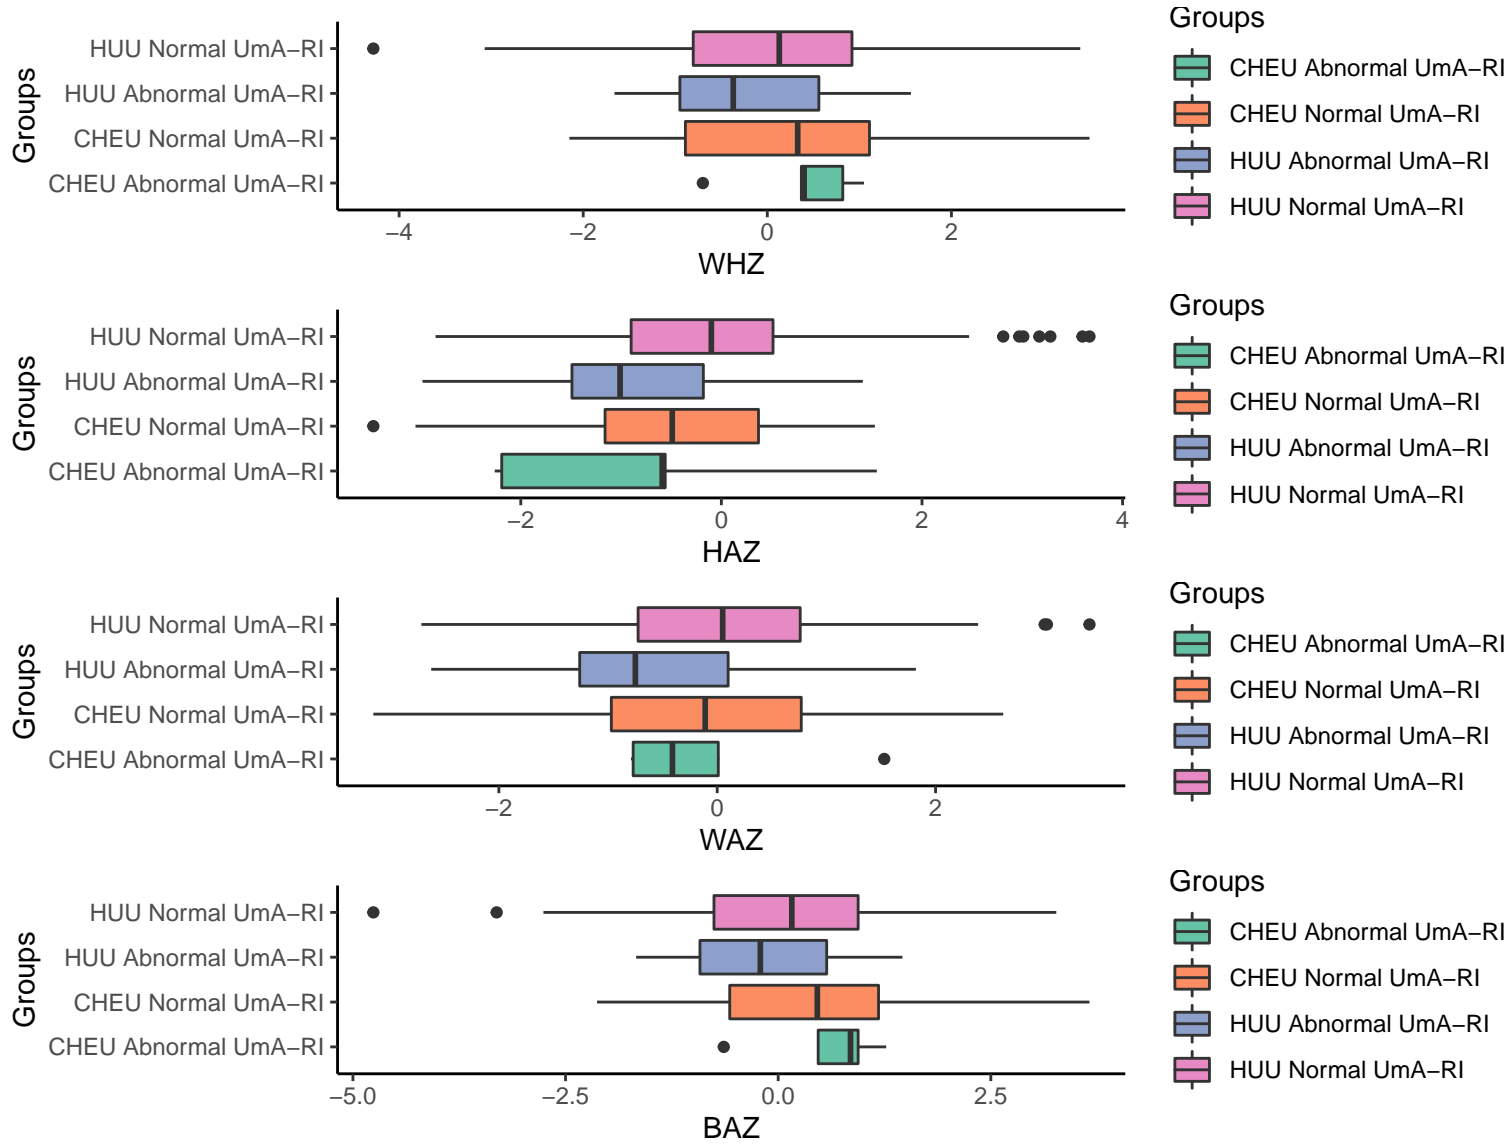 Groups
HUU Normal UmA−RI
HUU Abnormal UmA−RI
CHEU Normal UmA−RI
CHEU Abnormal UmA−RI
−4 −2 0 2
WHZ
Groups
CHEU Abnormal UmA−RI
CHEU Normal UmA−RI
HUU Abnormal UmA−RI
HUU Normal UmA−RI
Groups
HUU Normal UmA−RI
HUU Abnormal UmA−RI
CHEU Normal UmA−RI
CHEU Abnormal UmA−RI
−2 0 2 4
HAZ
Groups
CHEU Abnormal UmA−RI
CHEU Normal UmA−RI
HUU Abnormal UmA−RI
HUU Normal UmA−RI
Groups
HUU Normal UmA−RI
HUU Abnormal UmA−RI
CHEU Normal UmA−RI
CHEU Abnormal UmA−RI
−2 0 2
WAZ
Groups
CHEU Abnormal UmA−RI
CHEU Normal UmA−RI
HUU Abnormal UmA−RI
HUU Normal UmA−RI
Groups
HUU Normal UmA−RI
HUU Abnormal UmA−RI
CHEU Normal UmA−RI
CHEU Abnormal UmA−RI
−5.0 −2.5 0.0 2.5
BAZ
Groups
CHEU Abnormal UmA−RI
CHEU Normal UmA−RI
HUU Abnormal UmA−RI
HUU Normal UmA−RI